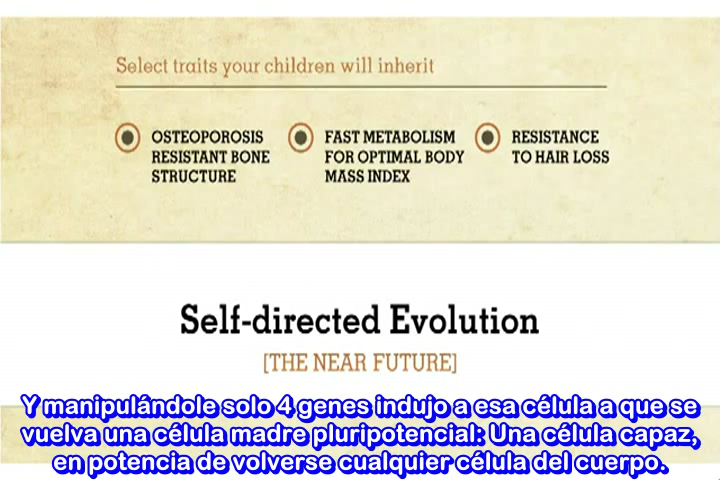 Select traits your children will inherit
OSTEOPOROSIS
RESISTANT BONE
STRUCTURE
FAST METABOLISM
FOR OPTIMAL BODY
MASS INDEX
RESISTANCE
TO HAIR LOSS
Self-directed Evolution
[THE NEAR FUTURE]
Y manipulándole solo 4 genes indujo a esa célula a que se
vuelva una célula madre pluripotencial: Una célula capaz,
en potencia de volverse cualquier célula del cuerpo.